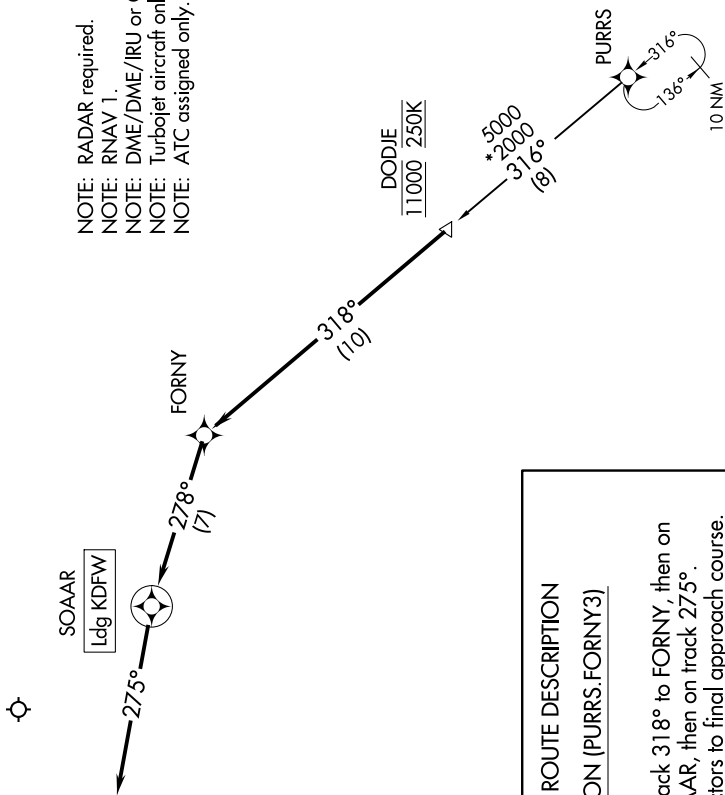 NOTE: RADAR required.
NOTE: RNAV 1.
NOTE: DME/DME/IRU or
NOTE: Turbojet aircraft onl
NOTE: ATC assigned only.
PURRS
316°
136°
10 NM
DODJE
11000 250K
5000
*2000
316°
(8)
318°
(10)
FORNY
278°
(7)
SOAAR
Ldg KDFW
275°
ROUTE DESCRIPTION
ON (PURRS.FORNY3)
ack 318° to FORNY, then on
AAR, then on track 275°.
ctors to final approach course.